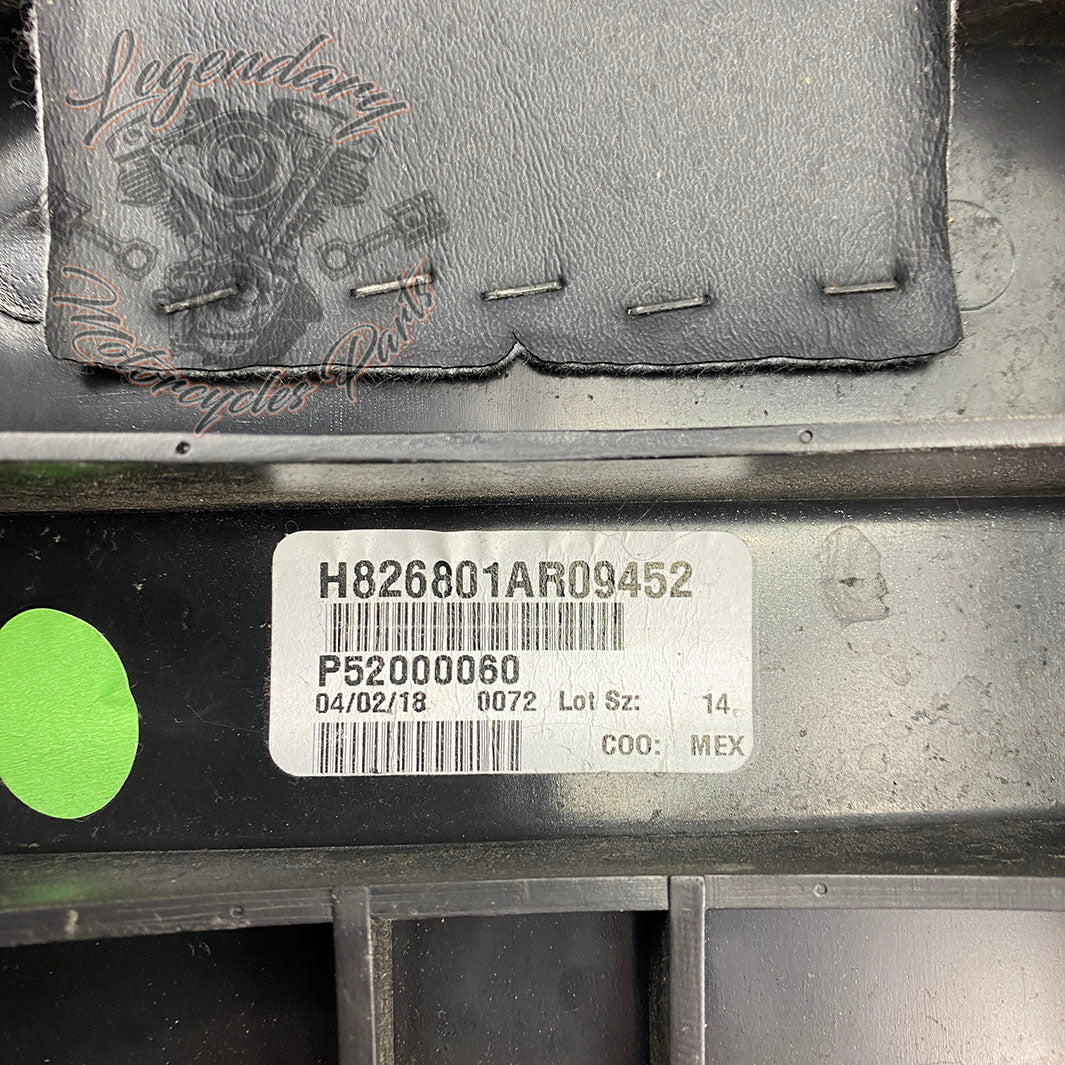 Legendary
Motorcycles Parts
H826801AR09452
P52000060
04/02/18 0072 Lot Sz: 14
COO: MEX